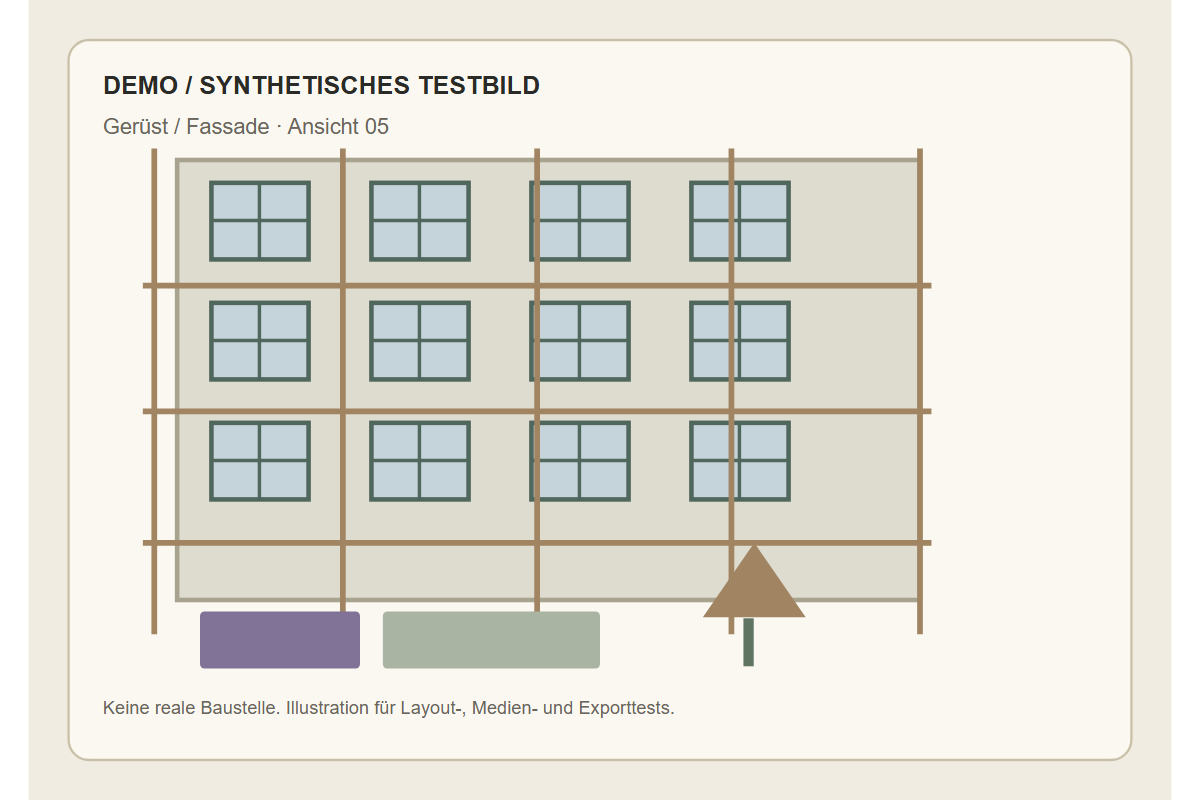 DEMO / SYNTHETISCHES TESTBILD
Gerüst / Fassade · Ansicht 05
Keine reale Baustelle. Illustration für Layout-, Medien- und Exporttests.